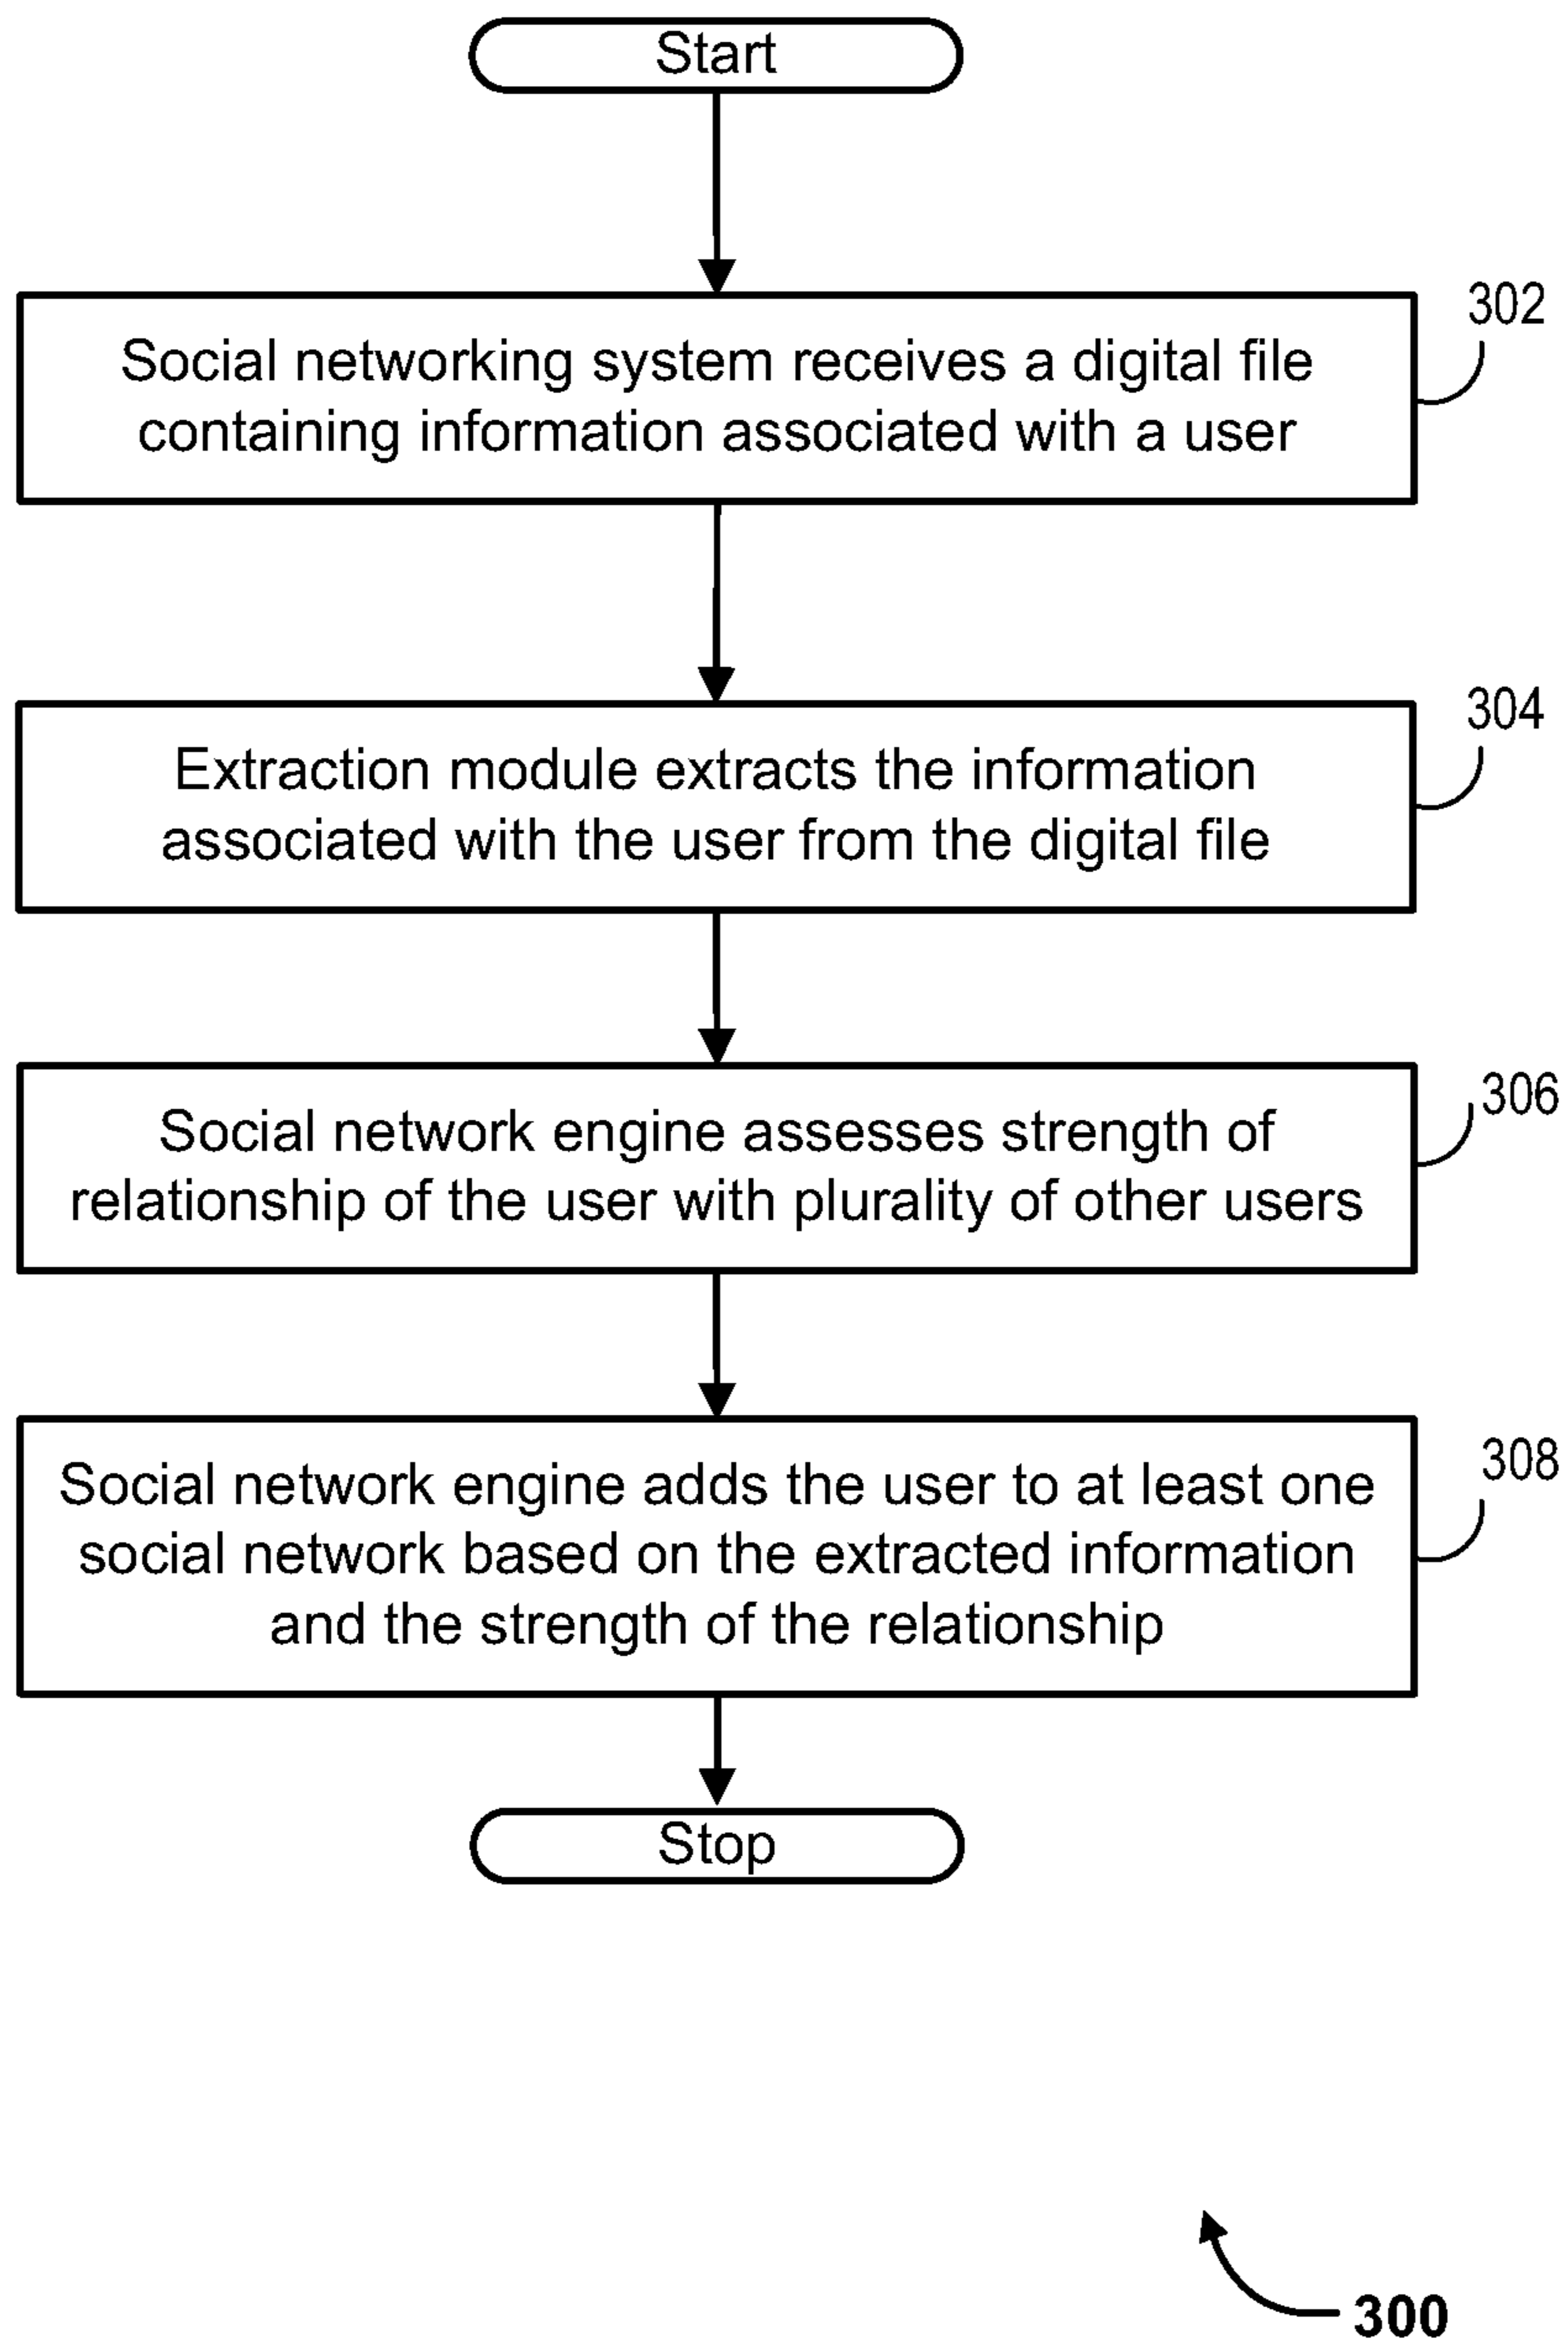 Start
302
Social networking system receives a digital file
containing information associated with a user
304
Extraction module extracts the information
associated with the user from the digital file
306
Social network engine assesses strength of
relationship of the user with plurality of other users
308
Social network engine adds the user to at least one
social network based on the extracted information
and the strength of the relationship
Stop
300